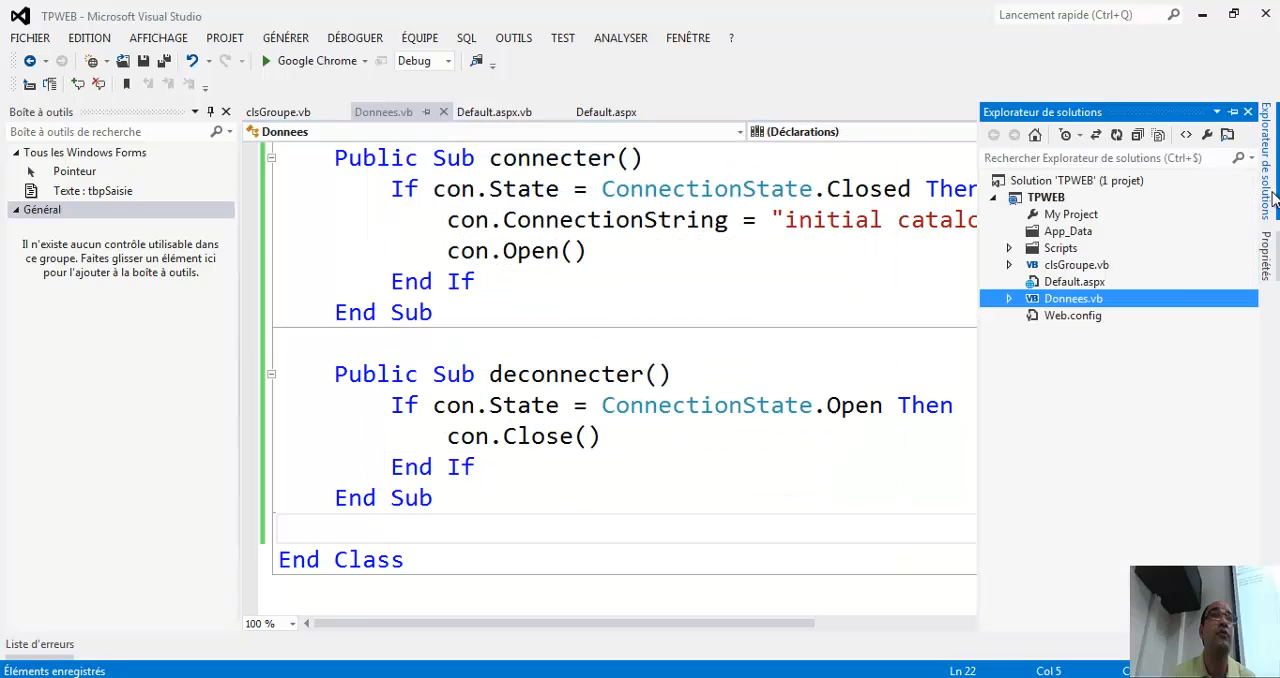 TPWEB - Microsoft Visual Studio
Lancement rapide (Ctrl+Q)
FICHIER EDITION AFFICHAGE PROJET GÉNÉRER DÉBOGUER ÉQUIPE SQL OUTILS TEST ANALYSER FENÊTRE ?
Google Chrome Debug
Boîte à outils
Boîte à outils de recherche
Tous les Windows Forms
Pointeur
Texte : tbpSaisie
Général
Il n'existe aucun contrôle utilisable dans
ce groupe. Faites glisser un élément ici
pour l'ajouter à la boîte à outils.
clsGroupe.vb Donnees.vb Default.aspx.vb Default.aspx
Donnees (Déclarations)
Public Sub connecter()
If con.State = ConnectionState.Closed Then
con.ConnectionString = "initial catalo
con.Open()
End If
End Sub
Public Sub deconnecter()
If con.State = ConnectionState.Open Then
con.Close()
End If
End Sub
End Class
100 %
Explorateur de solutions
Rechercher Explorateur de solutions (Ctrl+$)
Solution 'TPWEB' (1 projet)
TPWEB
My Project
App_Data
Scripts
VB clsGroupe.vb
Default.aspx
VB Donnees.vb
Web.config
Explorateur de solutions
Propriétés
Liste d'erreurs
Éléments enregistrés Ln 22 Col 5